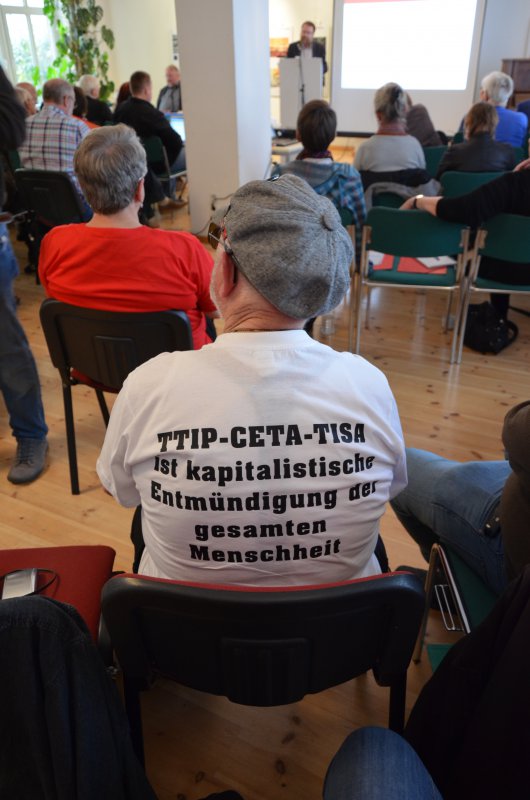 TTIP-CETA-TISA
ist kapitalistische
Entmündigung der
gesamten
Menschheit